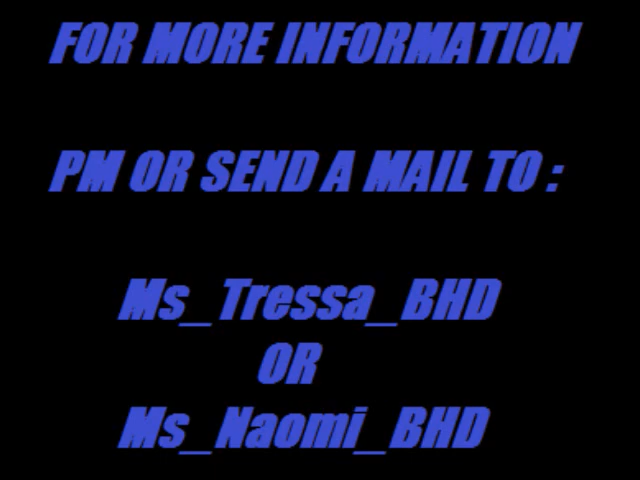 FOR MORE INFORMATION
PM OR SEND A MAIL TO :
Ms_Tressa_BHD
OR
Ms_Naomi_BHD